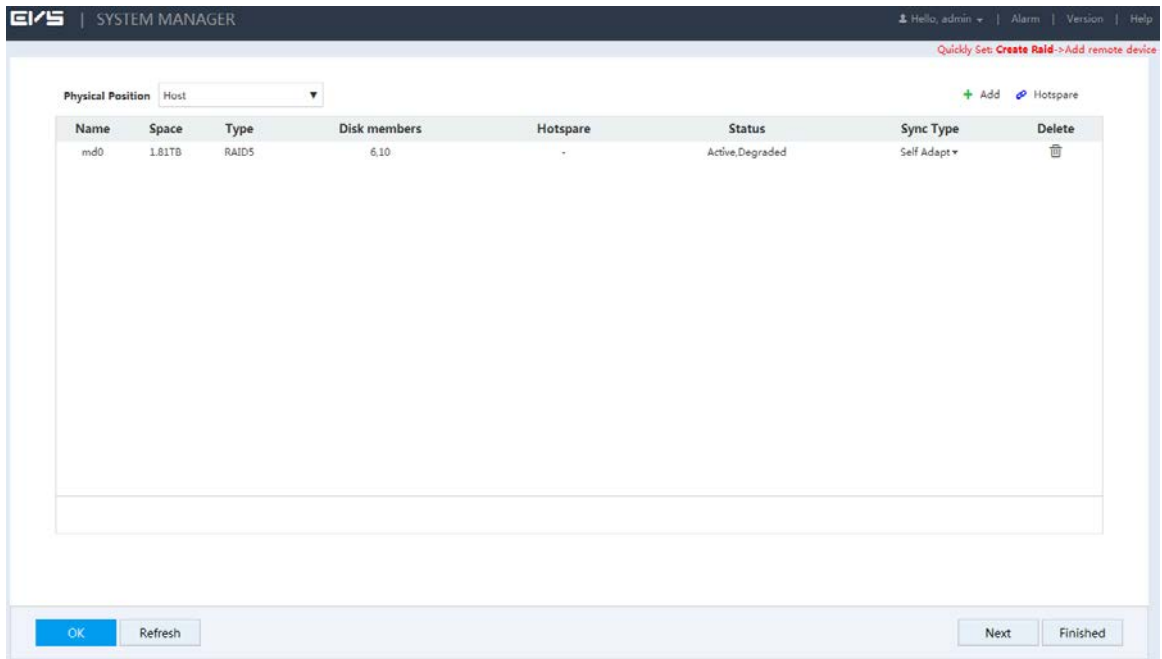 EVS | SYSTEM MANAGER Hello, admin | Alarm | Version | Help
Quickly Set: Create Raid->Add remote device
Physical Position Host + Add Hotspare
Name Space Type Disk members Hotspare Status Sync Type Delete
md0 1.81TB RAID5 6,10 - Active,Degraded Self Adapt
OK Refresh Next Finished